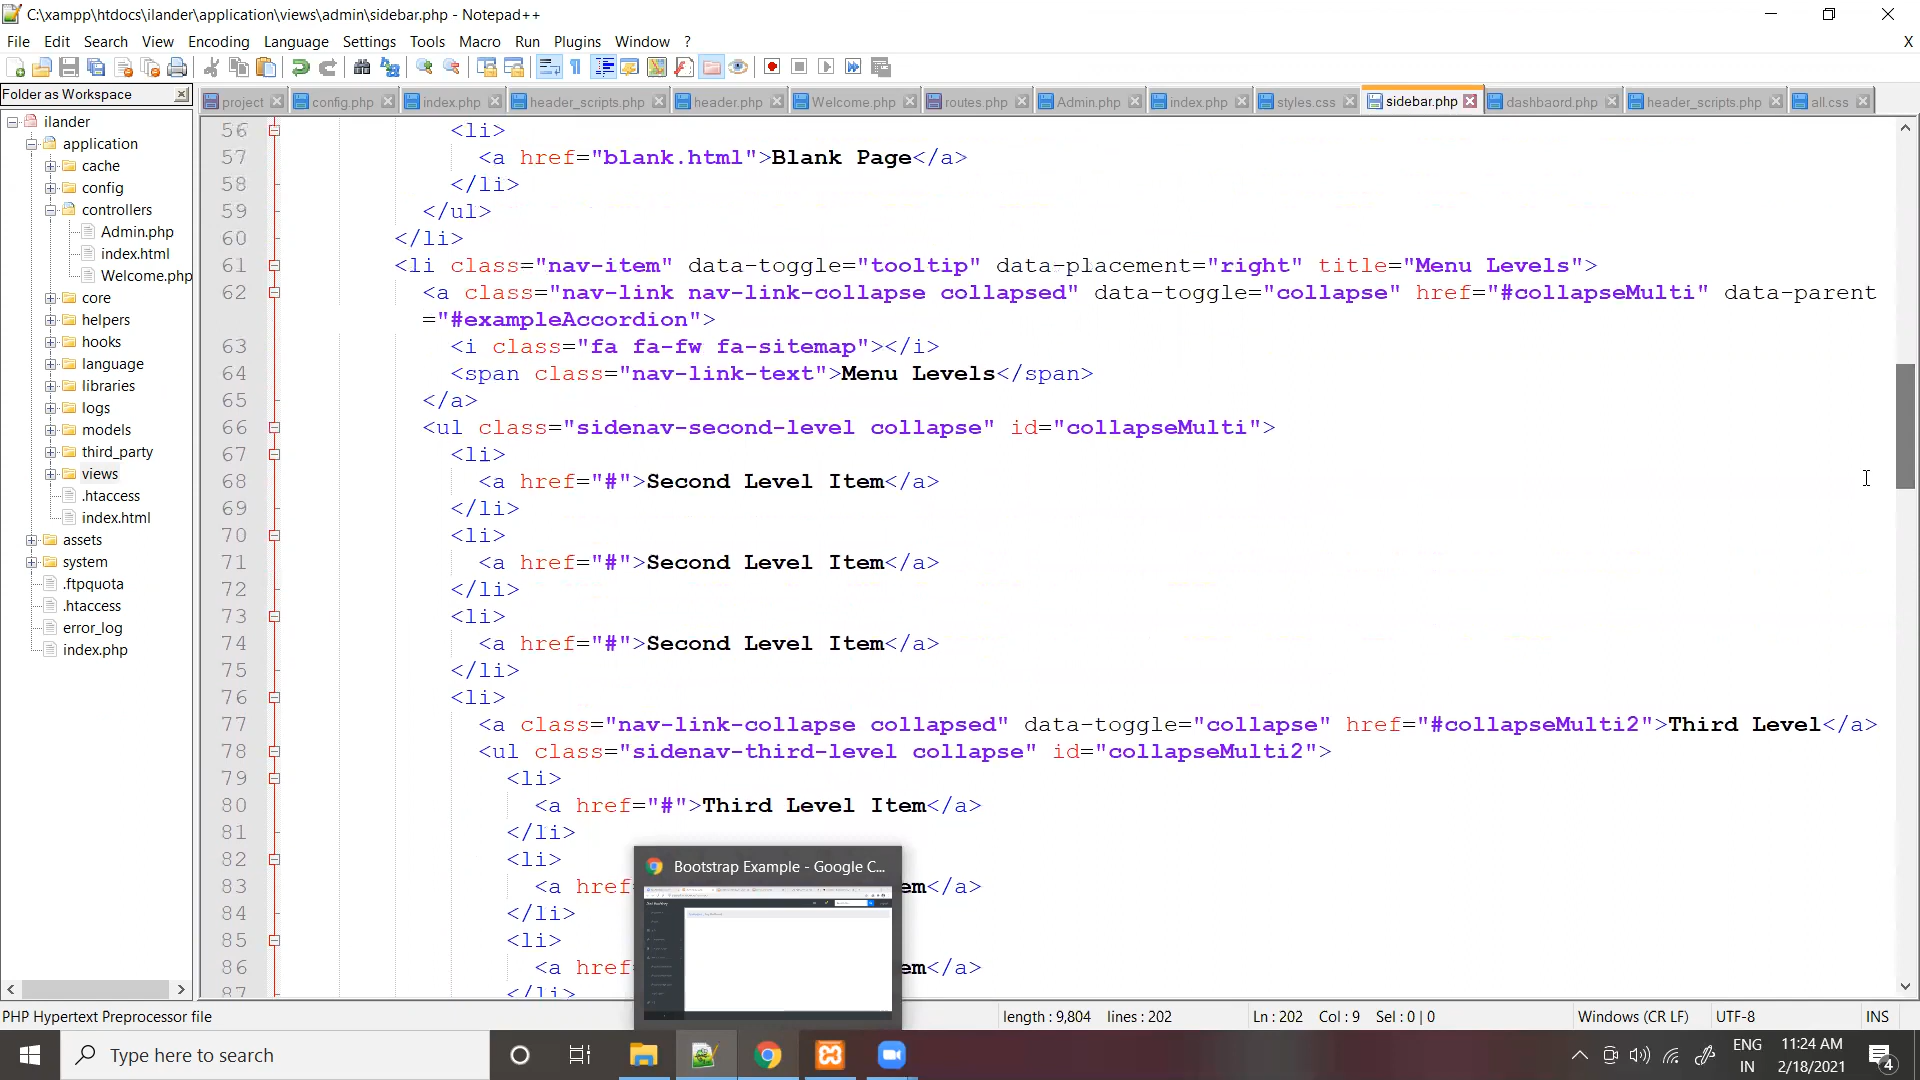 C:\xampp\htdocs\ilander\application\views\admin\sidebar.php - Notepad++
File Edit Search View Encoding Language Settings Tools Macro Run Plugins Window ? X
Folder as Workspace
project config.php index.php header_scripts.php header.php Welcome.php routes.php Admin.php index.php styles.css sidebar.php dashbaord.php header_scripts.php all.css
ilander
application
cache
config
controllers
Admin.php
index.html
Welcome.php
core
helpers
hooks
language
libraries
logs
models
third_party
views
.htaccess
index.html
assets
system
.ftpquota
.htaccess
error_log
index.php
56 <li>
57 <a href="blank.html">Blank Page</a>
58 </li>
59 </ul>
60 </li>
61 <li class="nav-item" data-toggle="tooltip" data-placement="right" title="Menu Levels">
62 <a class="nav-link nav-link-collapse collapsed" data-toggle="collapse" href="#collapseMulti" data-parent
="#exampleAccordion">
63 <i class="fa fa-fw fa-sitemap"></i>
64 <span class="nav-link-text">Menu Levels</span>
65 </a>
66 <ul class="sidenav-second-level collapse" id="collapseMulti">
67 <li>
68 <a href="#">Second Level Item</a>
69 </li>
70 <li>
71 <a href="#">Second Level Item</a>
72 </li>
73 <li>
74 <a href="#">Second Level Item</a>
75 </li>
76 <li>
77 <a class="nav-link-collapse collapsed" data-toggle="collapse" href="#collapseMulti2">Third Level</a>
78 <ul class="sidenav-third-level collapse" id="collapseMulti2">
79 <li>
80 <a href="#">Third Level Item</a>
81 </li>
82 <li>
83 <a href em</a>
84 </li>
85 <li>
86 <a href em</a>
87 </li>
Bootstrap Example - Google C...
PHP Hypertext Preprocessor file length : 9,804 lines : 202 Ln : 202 Col : 9 Sel : 0 | 0 Windows (CR LF) UTF-8 INS
Type here to search
ENG
IN
11:24 AM
2/18/2021
4